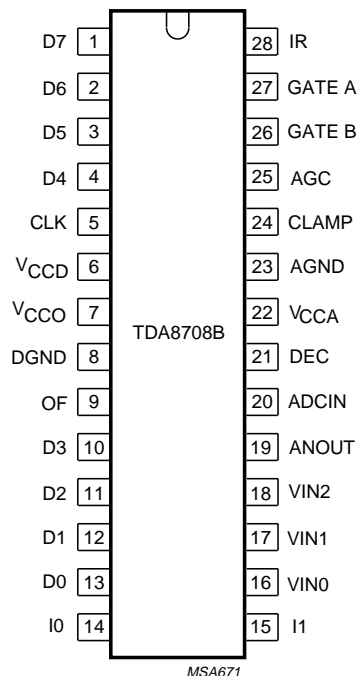 D7 1 28 IR
D6 2 27 GATE A
D5 3 26 GATE B
D4 4 25 AGC
CLK 5 24 CLAMP
VCCD 6 23 AGND
VCCO 7 22 VCCA
TDA8708B
DGND 8 21 DEC
OF 9 20 ADCIN
D3 10 19 ANOUT
D2 11 18 VIN2
D1 12 17 VIN1
D0 13 16 VIN0
I0 14 15 I1
MSA671